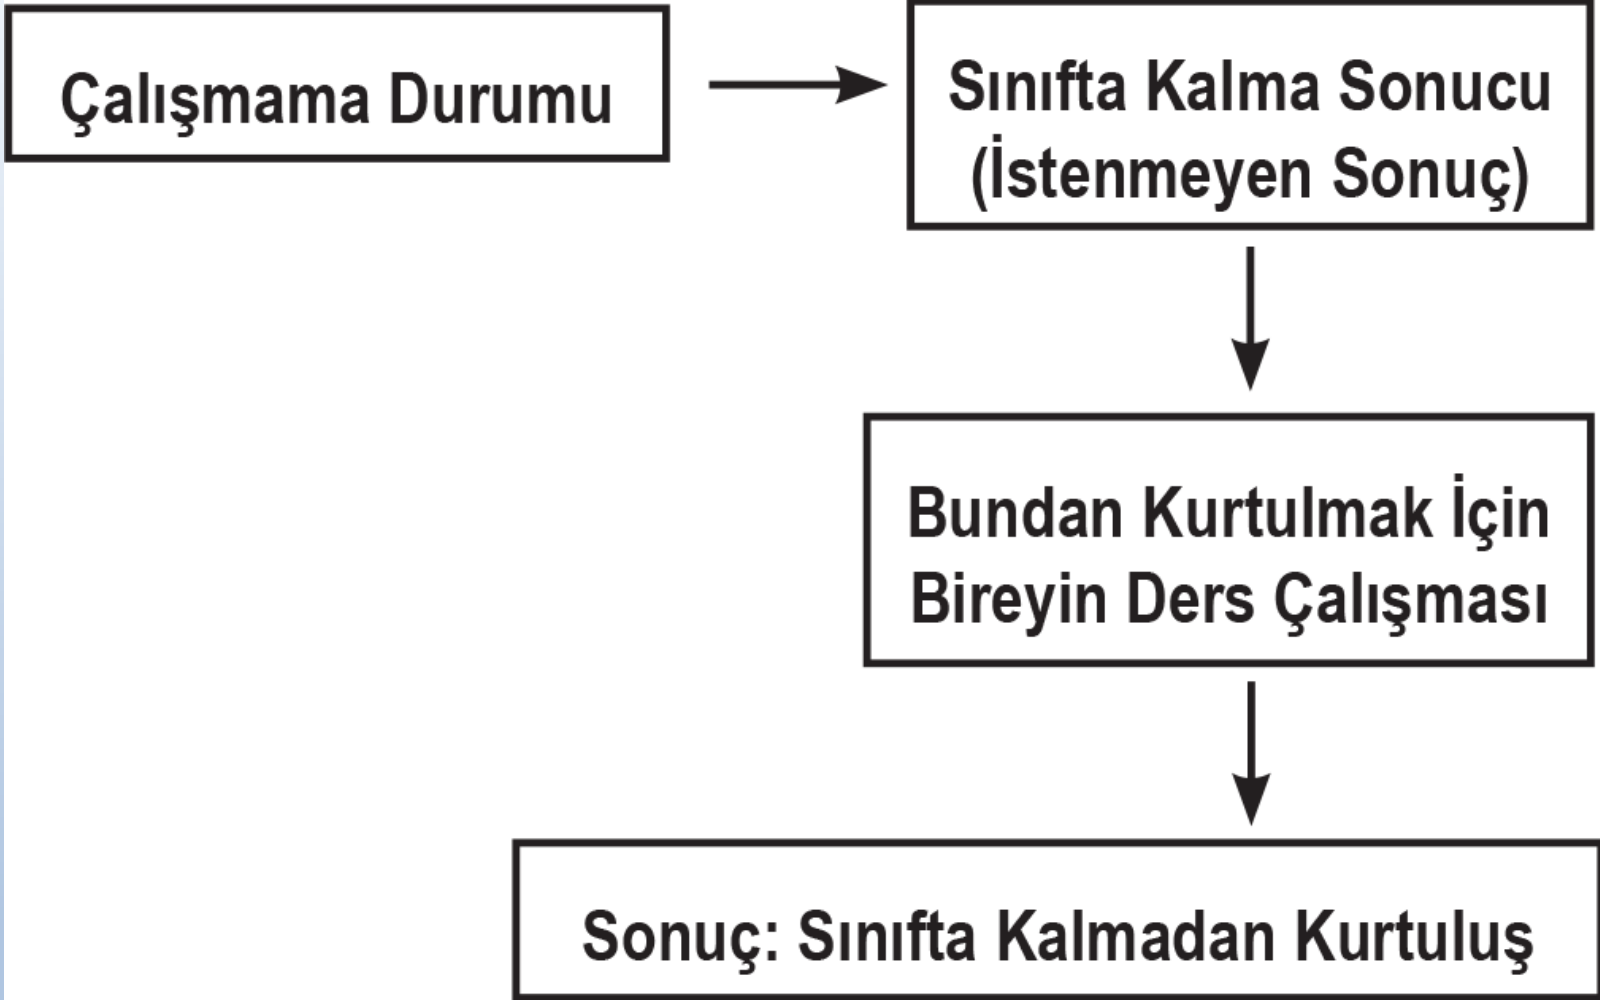 Çalışmama Durumu
Sınıfta Kalma Sonucu
(İstenmeyen Sonuç)
Bundan Kurtulmak İçin
Bireyin Ders Çalışması
Sonuç: Sınıfta Kalmadan Kurtuluş